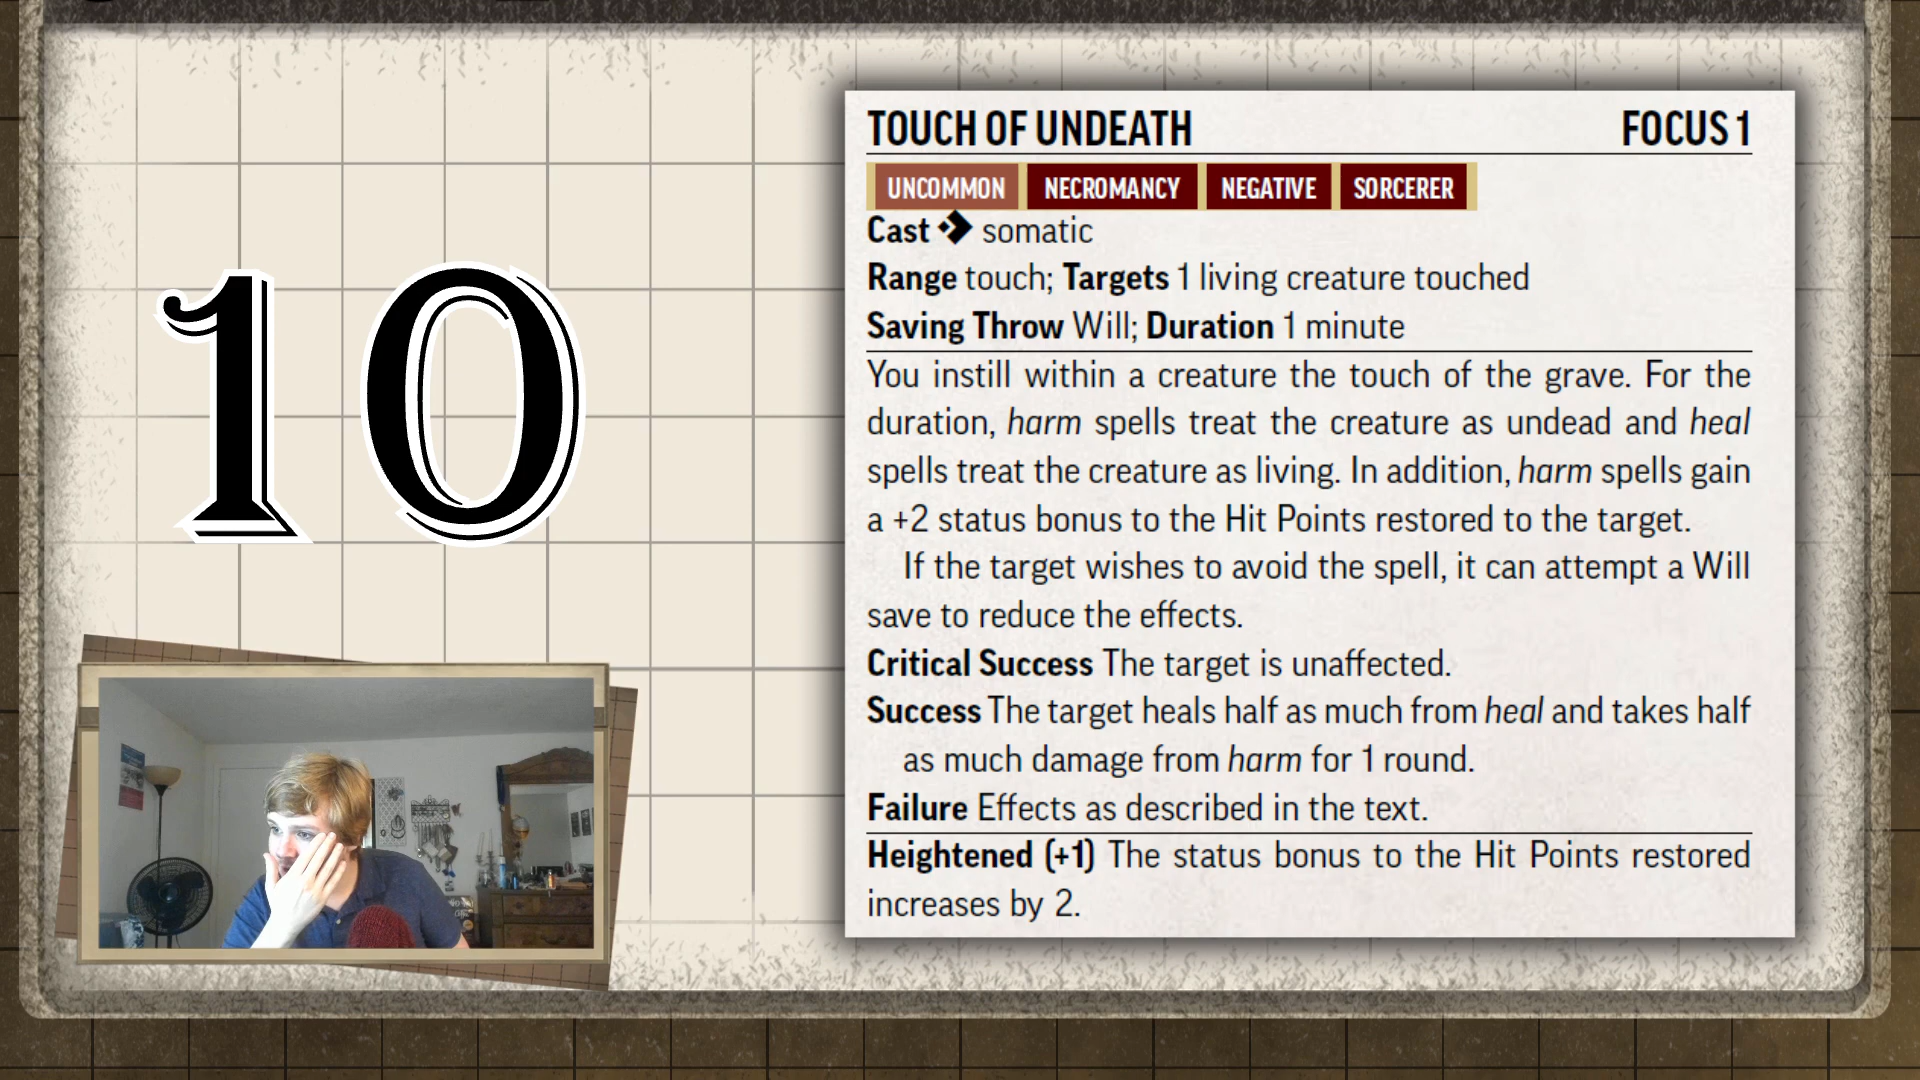 10
TOUCH OF UNDEATH FOCUS 1
UNCOMMON NECROMANCY NEGATIVE SORCERER
Cast somatic
Range touch; Targets 1 living creature touched
Saving Throw Will; Duration 1 minute
You instill within a creature the touch of the grave. For the
duration, harm spells treat the creature as undead and heal
spells treat the creature as living. In addition, harm spells gain
a +2 status bonus to the Hit Points restored to the target.
If the target wishes to avoid the spell, it can attempt a Will
save to reduce the effects.
Critical Success The target is unaffected.
Success The target heals half as much from heal and takes half
as much damage from harm for 1 round.
Failure Effects as described in the text.
Heightened (+1) The status bonus to the Hit Points restored
increases by 2.